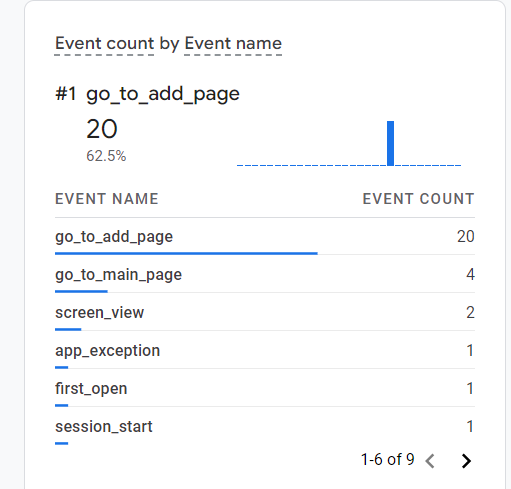 Event count by Event name
#1 go_to_add_page
20
62.5%
EVENT NAME EVENT COUNT
go_to_add_page 20
go_to_main_page 4
screen_view 2
app_exception 1
first_open 1
session_start 1
1-6 of 9